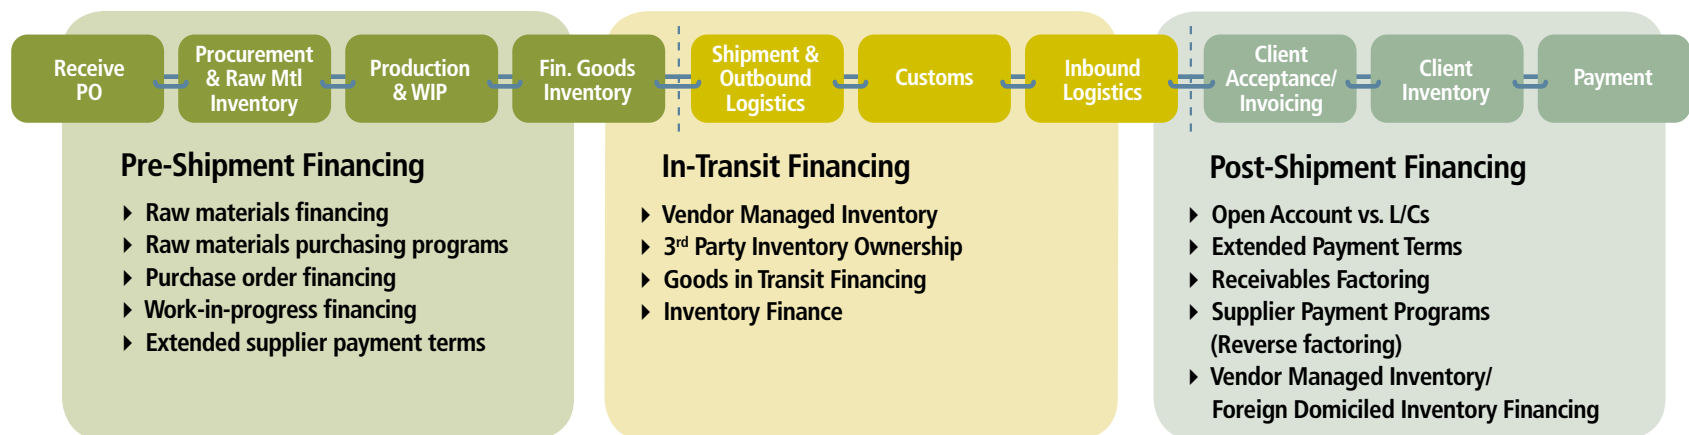 Receive
PO
Procurement
& Raw Mtl
Inventory
Production
& WIP
Fin. Goods
Inventory
Shipment &
Outbound
Logistics
Customs
Inbound
Logistics
Client
Acceptance/
Invoicing
Client
Inventory
Payment
Pre-Shipment Financing
Raw materials financing
Raw materials purchasing programs
Purchase order financing
Work-in-progress financing
Extended supplier payment terms
In-Transit Financing
Vendor Managed Inventory
3rd Party Inventory Ownership
Goods in Transit Financing
Inventory Finance
Post-Shipment Financing
Open Account vs. L/Cs
Extended Payment Terms
Receivables Factoring
Supplier Payment Programs
(Reverse factoring)
Vendor Managed Inventory/
Foreign Domiciled Inventory Financing